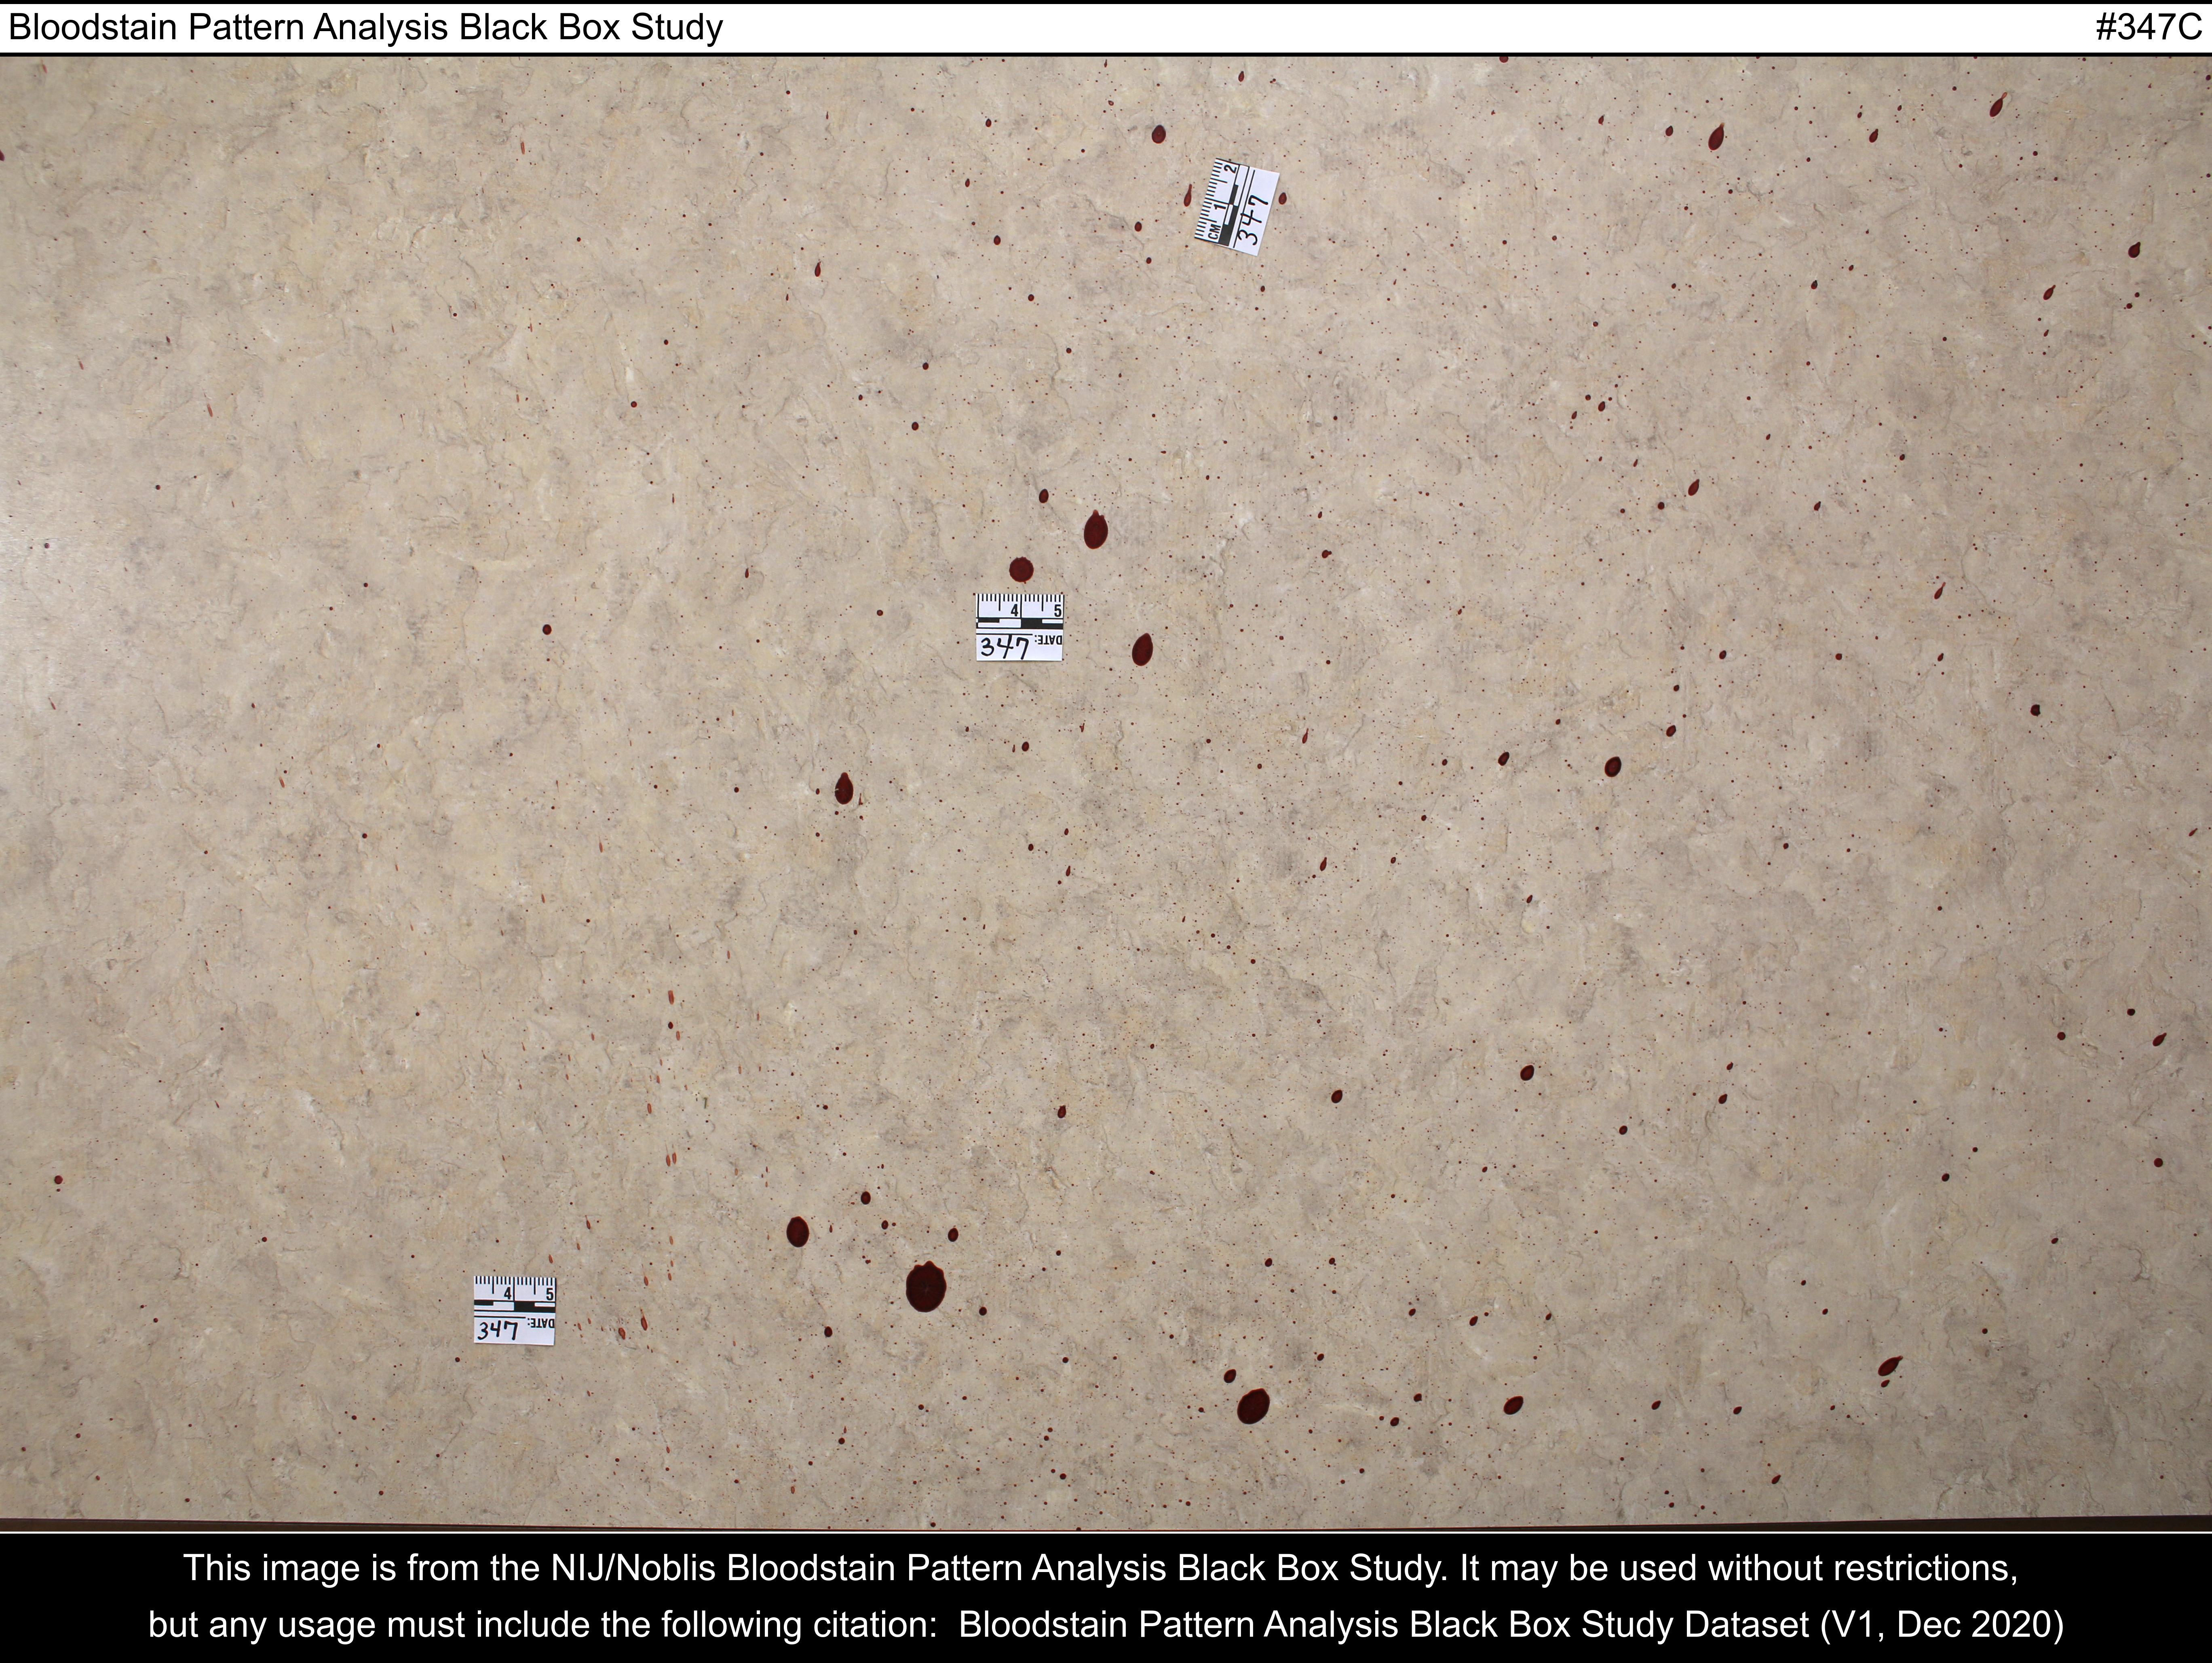 Bloodstain Pattern Analysis Black Box Study #347C
CM 1 2
347
4 5
DATE:
347
4 5
DATE:
347
This image is from the NIJ/Noblis Bloodstain Pattern Analysis Black Box Study. It may be used without restrictions,
but any usage must include the following citation: Bloodstain Pattern Analysis Black Box Study Dataset (V1, Dec 2020)